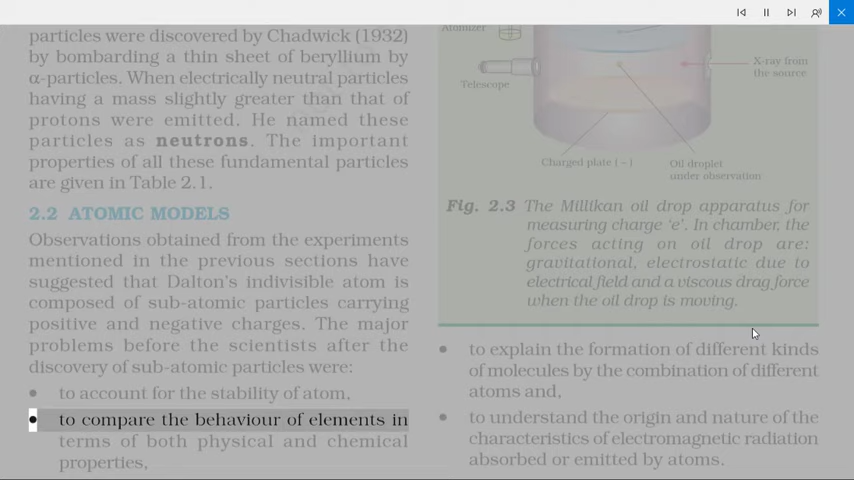 particles were discovered by Chadwick (1932)
by bombarding a thin sheet of beryllium by
α-particles. When electrically neutral particles
having a mass slightly greater than that of
protons were emitted. He named these
particles as neutrons. The important
properties of all these fundamental particles
are given in Table 2.1.
2.2 ATOMIC MODELS
Observations obtained from the experiments
mentioned in the previous sections have
suggested that Dalton's indivisible atom is
composed of sub-atomic particles carrying
positive and negative charges. The major
problems before the scientists after the
discovery of sub-atomic particles were:
• to account for the stability of atom,
• to compare the behaviour of elements in
terms of both physical and chemical
properties,
Atomizer
Telescope
X-ray from
the source
Charged plate (–)
Oil droplet
under observation
Fig. 2.3 The Millikan oil drop apparatus for
measuring charge 'e'. In chamber, the
forces acting on oil drop are:
gravitational, electrostatic due to
electrical field and a viscous drag force
when the oil drop is moving.
• to explain the formation of different kinds
of molecules by the combination of different
atoms and,
• to understand the origin and nature of the
characteristics of electromagnetic radiation
absorbed or emitted by atoms.